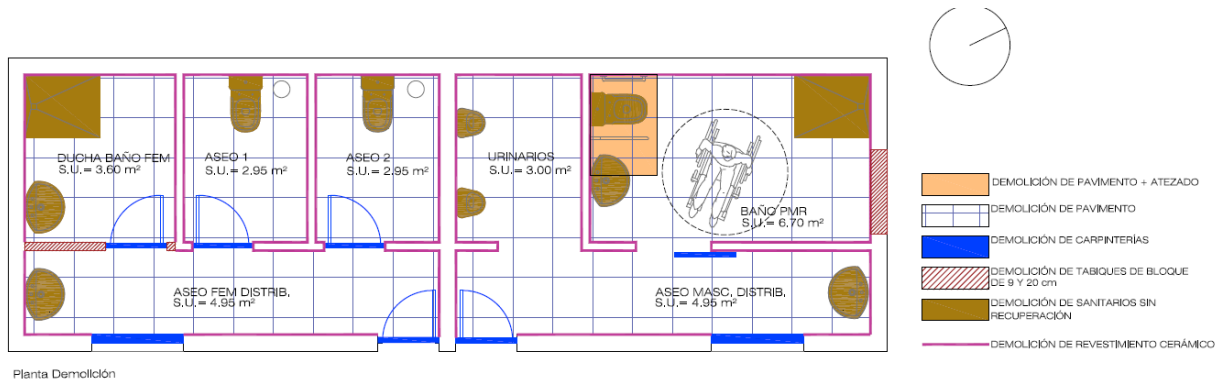 DUCHA BAÑO FEM
S.U.= 3.60 m²
ASEO 1
S.U.= 2.95 m²
ASEO 2
S.U.= 2.95 m²
URINARIOS
S.U.= 3.00 m²
BAÑO PMR
S.U.= 6.70 m²
ASEO FEM DISTRIB.
S.U.= 4.95 m²
ASEO MASC. DISTRIB.
S.U.= 4.95 m²
Planta Demolición
DEMOLICIÓN DE PAVIMENTO + ATEZADO
DEMOLICIÓN DE PAVIMENTO
DEMOLICIÓN DE CARPINTERÍAS
DEMOLICIÓN DE TABIQUES DE BLOQUE
DE 9 Y 20 cm
DEMOLICIÓN DE SANITARIOS SIN
RECUPERACIÓN
DEMOLICIÓN DE REVESTIMIENTO CERÁMICO